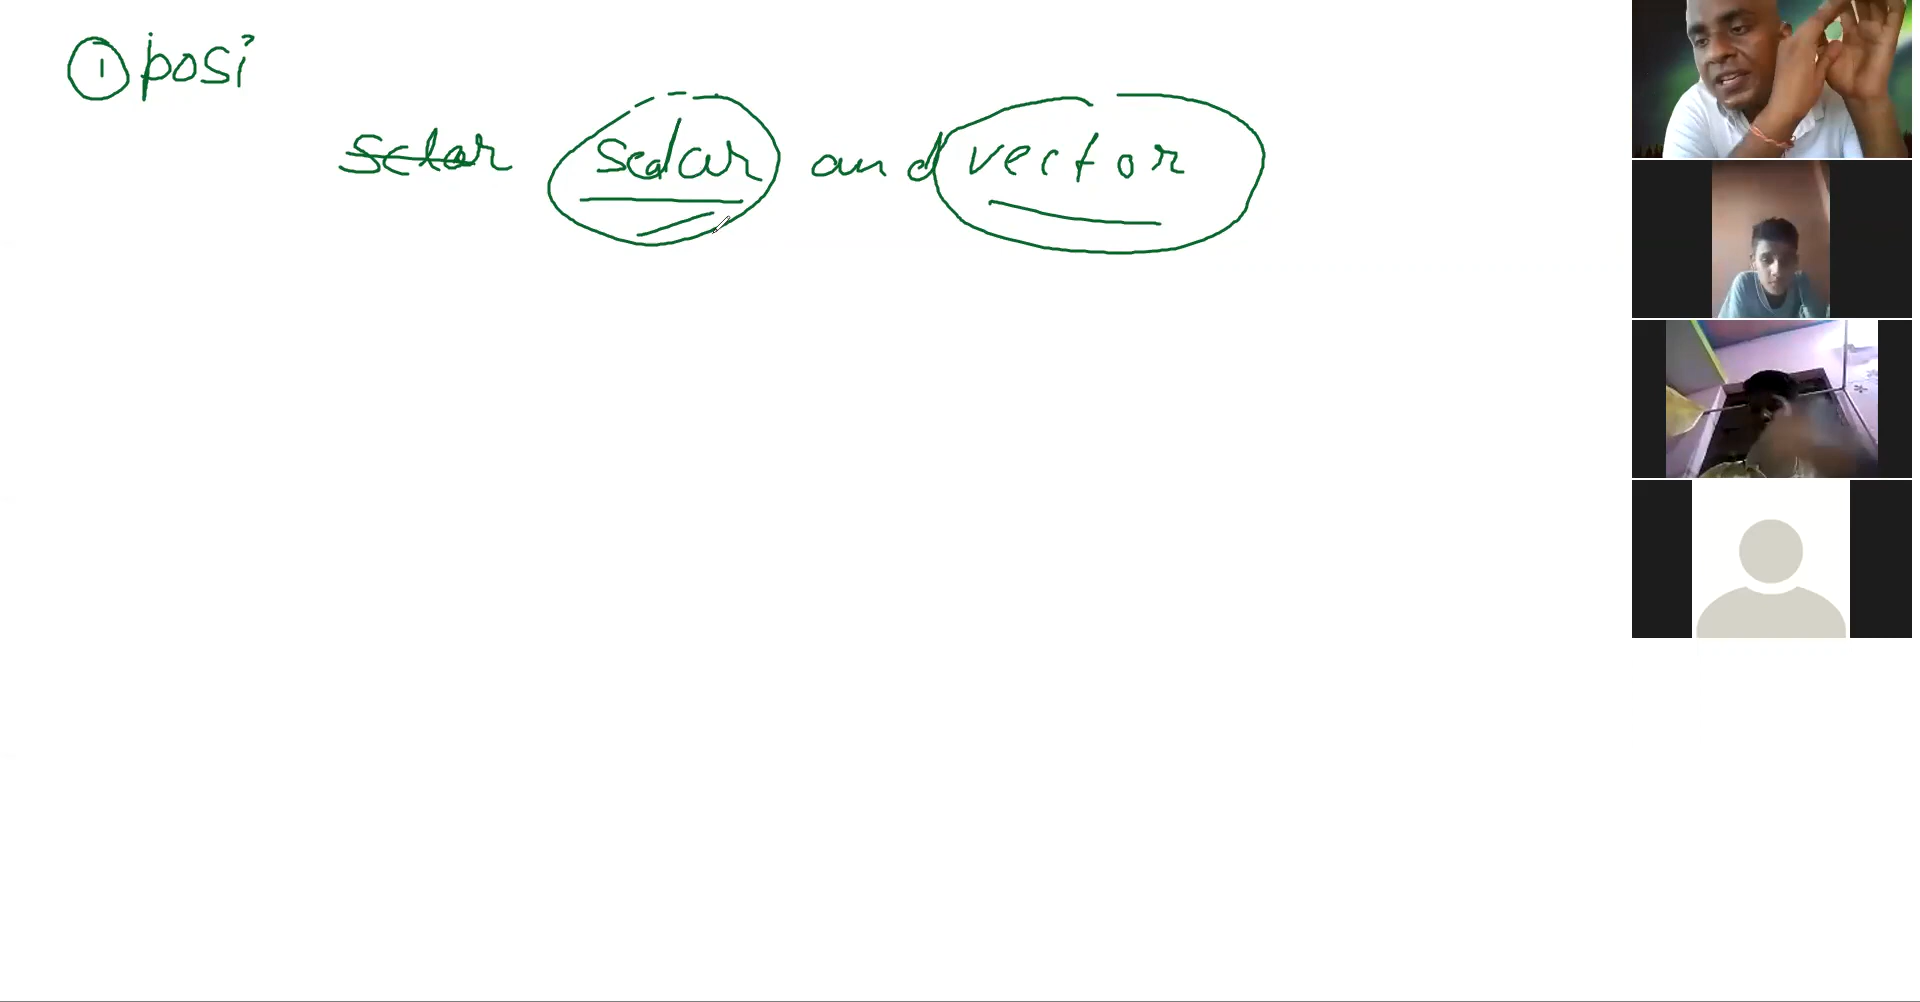 ① posi
sclar scalar and vector